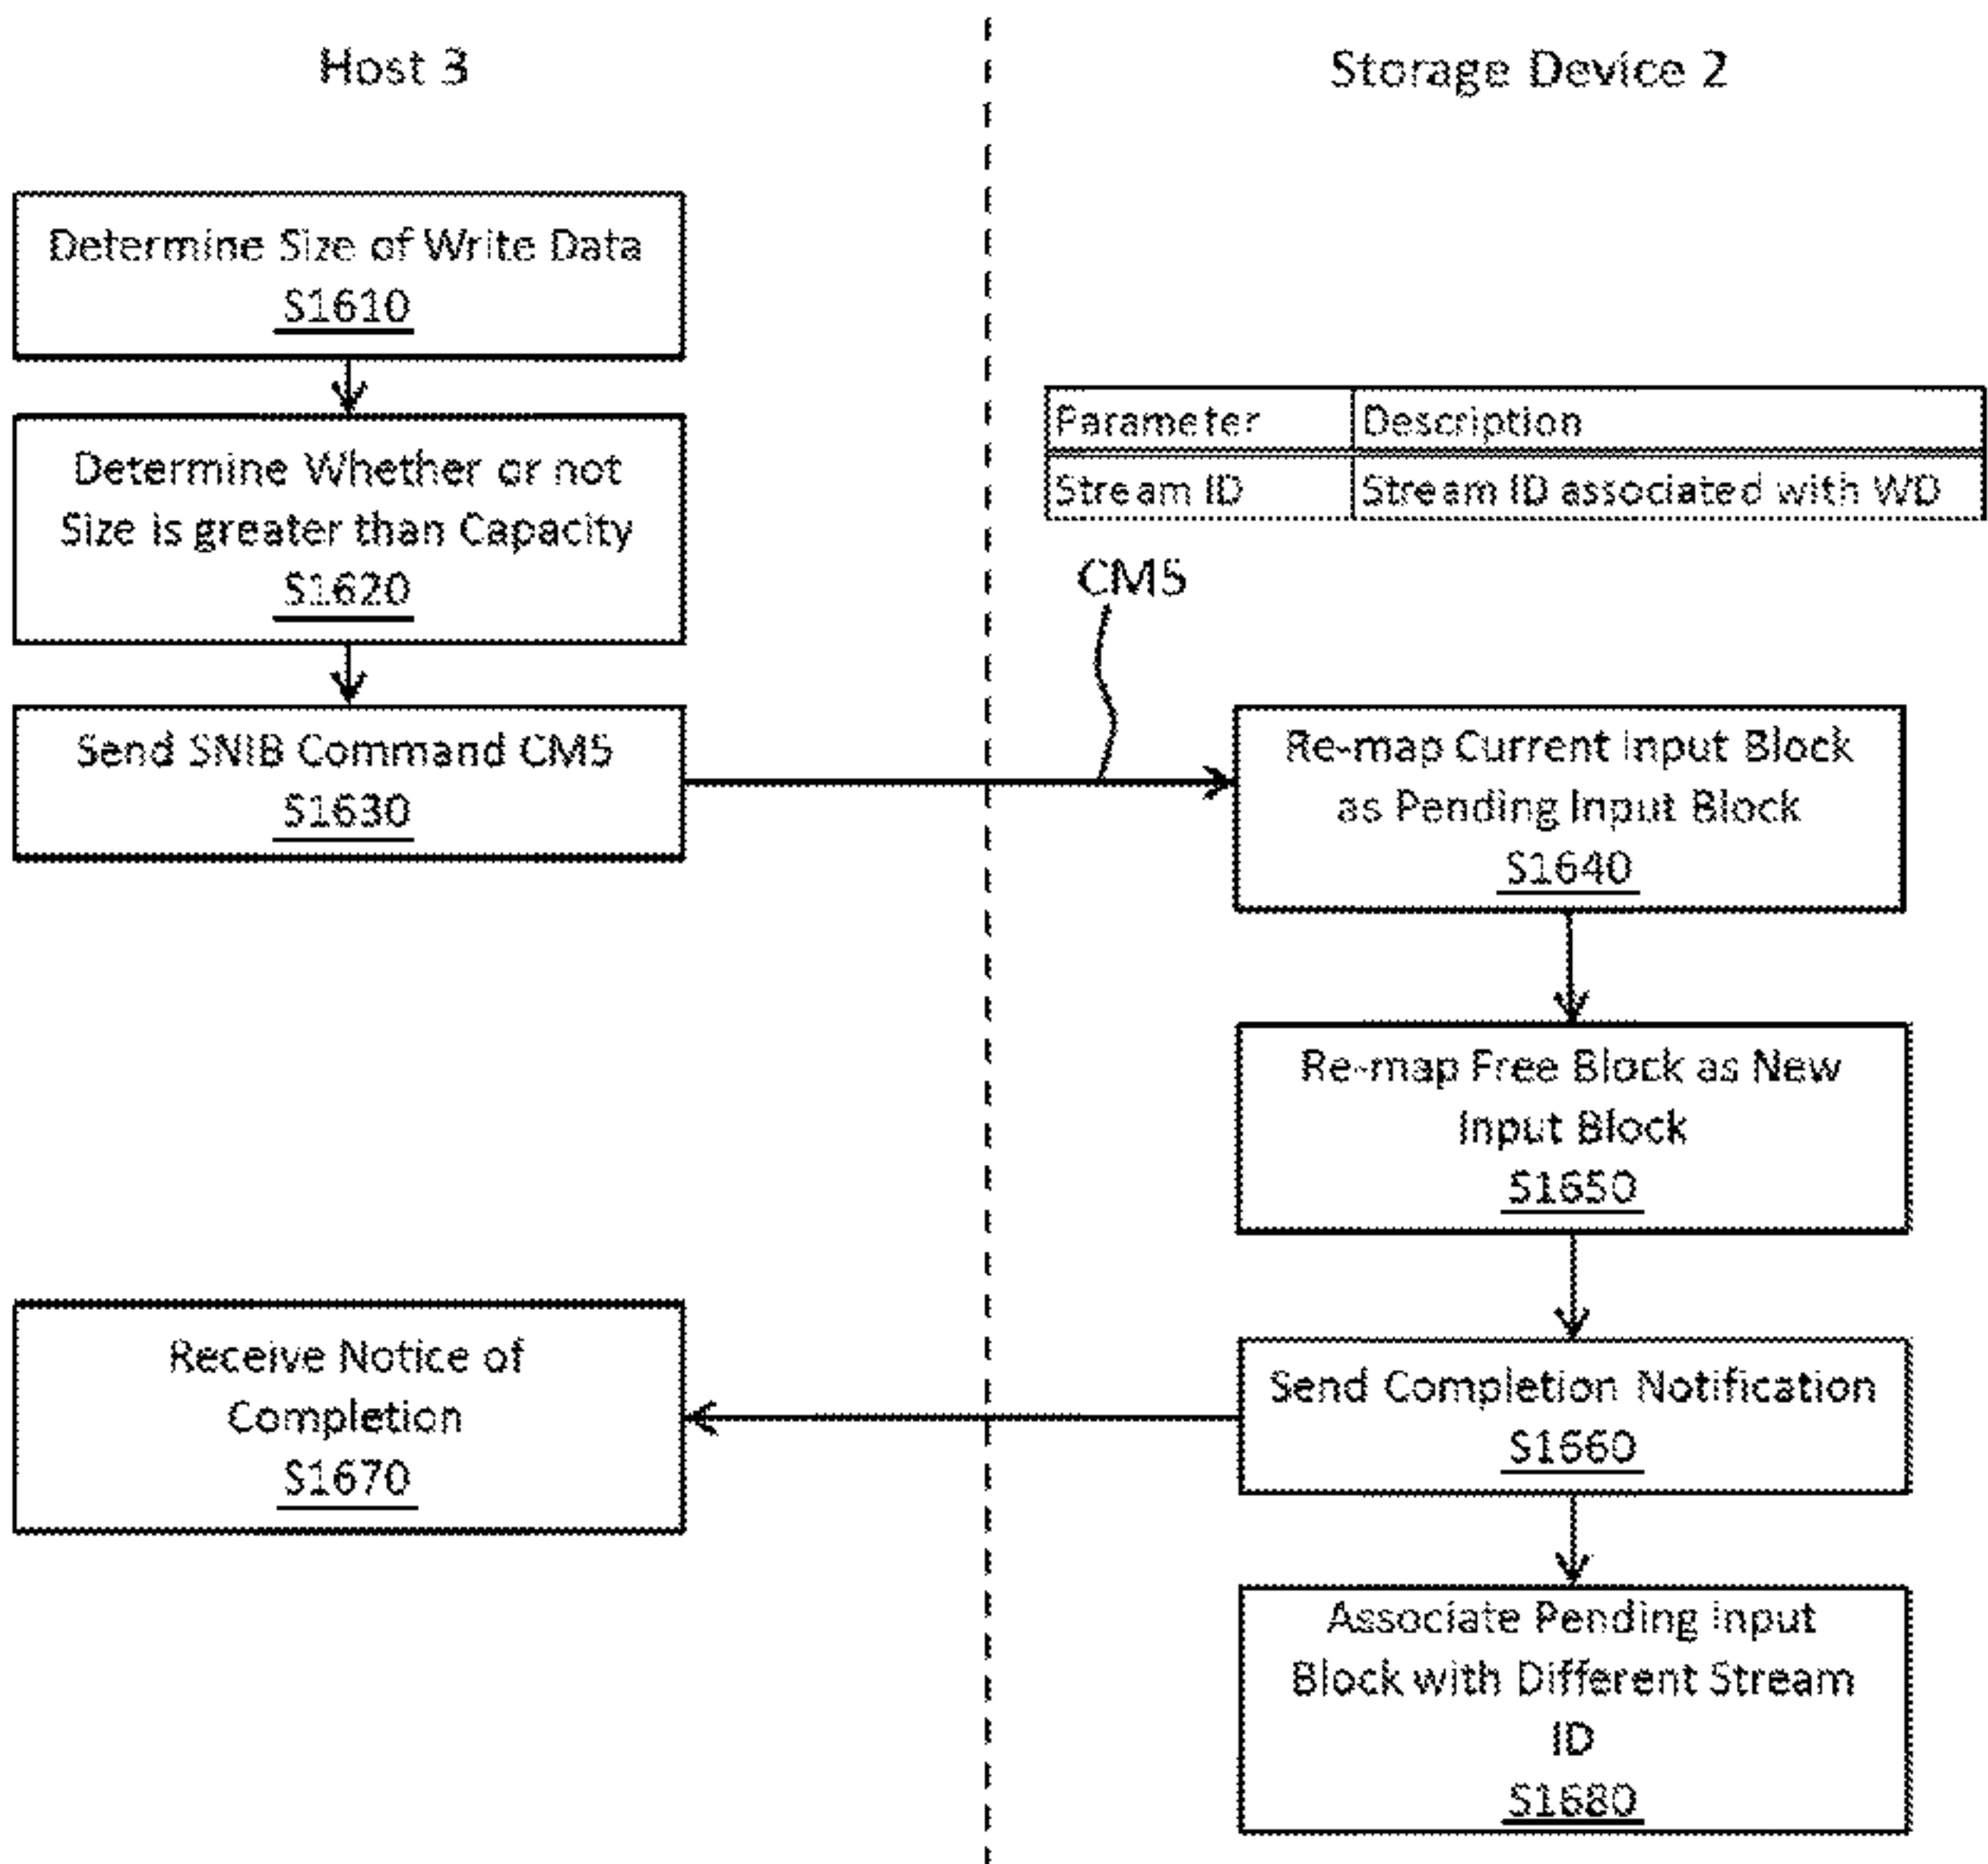 Host 3
Storage Device 2
Determine Size of Write Data
S1610
Determine Whether or not
Size is greater than Capacity
S1620
Parameter Description
Stream ID Stream ID associated with WD
CM5
Send SNIB Command CM5
S1630
Re-map Current Input Block
as Pending Input Block
S1640
Re-map Free Block as New
Input Block
S1650
Receive Notice of
Completion
S1670
Send Completion Notification
S1660
Associate Pending Input
Block with Different Stream
ID
S1680